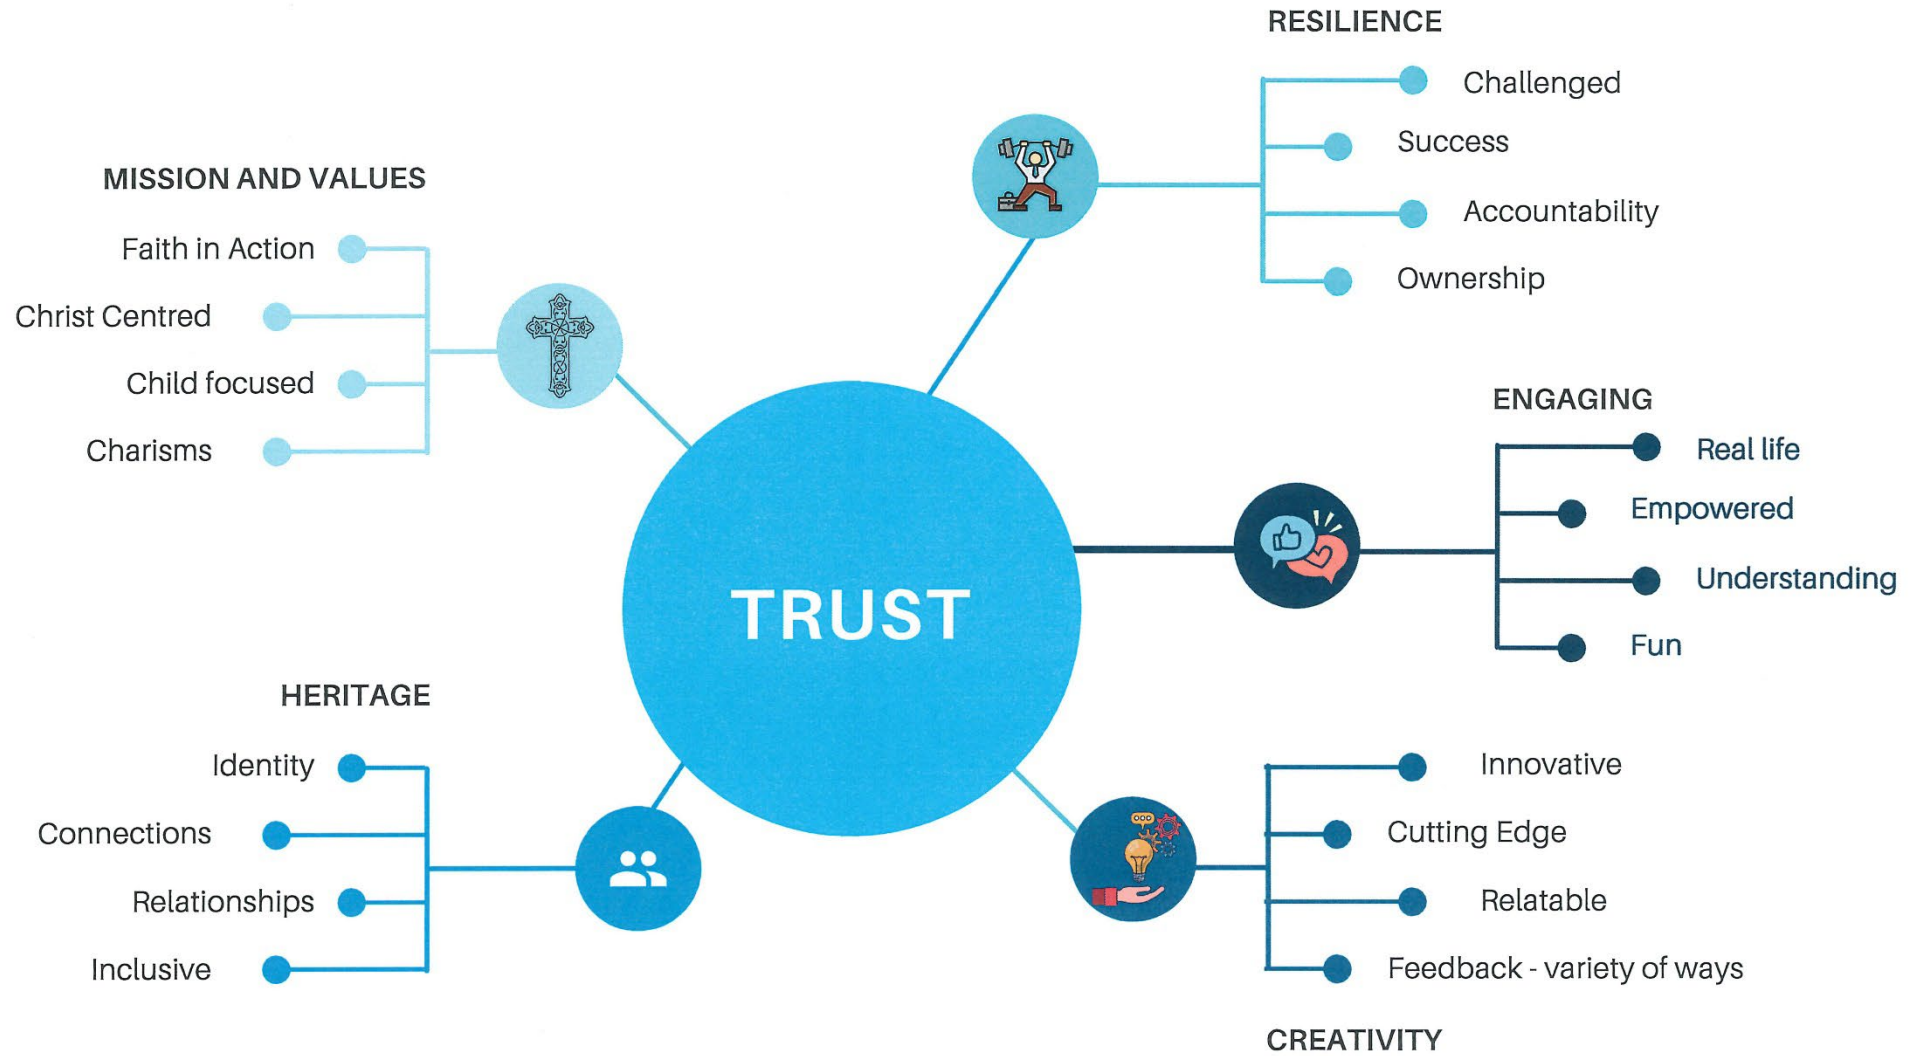 MISSION AND VALUES
Faith in Action
Christ Centred
Child focused
Charisms
HERITAGE
Identity
Connections
Relationships
Inclusive
TRUST
RESILIENCE
Challenged
Success
Accountability
Ownership
ENGAGING
Real life
Empowered
Understanding
Fun
Innovative
Cutting Edge
Relatable
Feedback - variety of ways
CREATIVITY